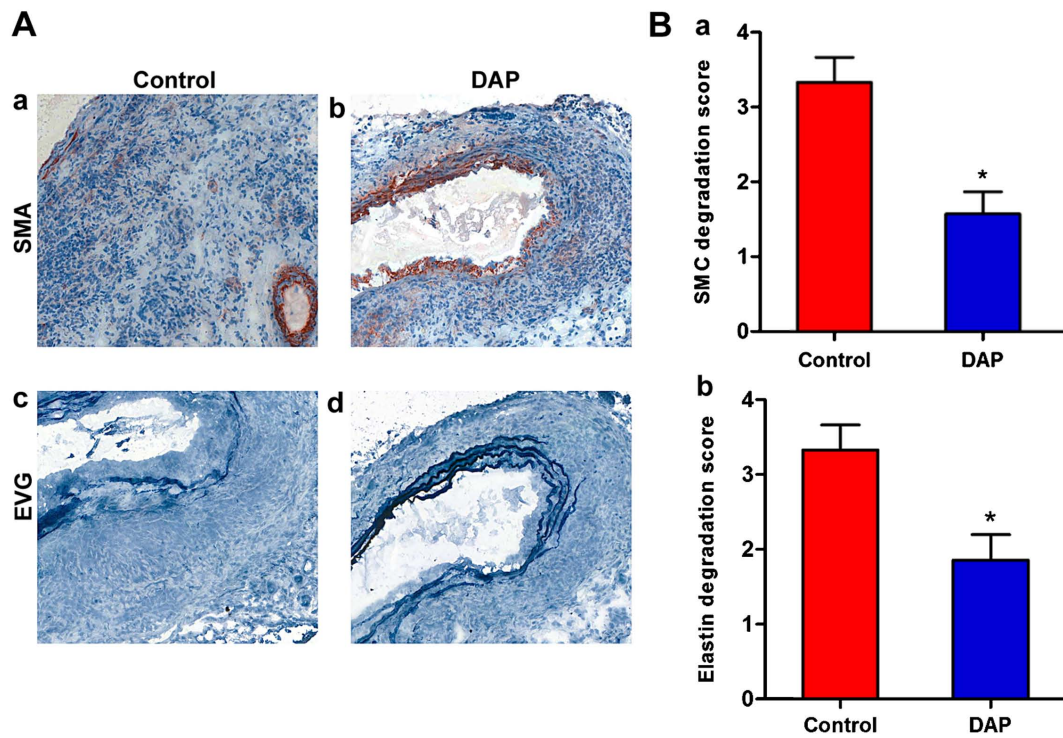 A
Control
DAP
a
b
SMA
c
d
EVG
B
a
SMC degradation score
4
3
2
1
0
*
Control
DAP
b
Elastin degradation score
4
3
2
1
0
*
Control
DAP